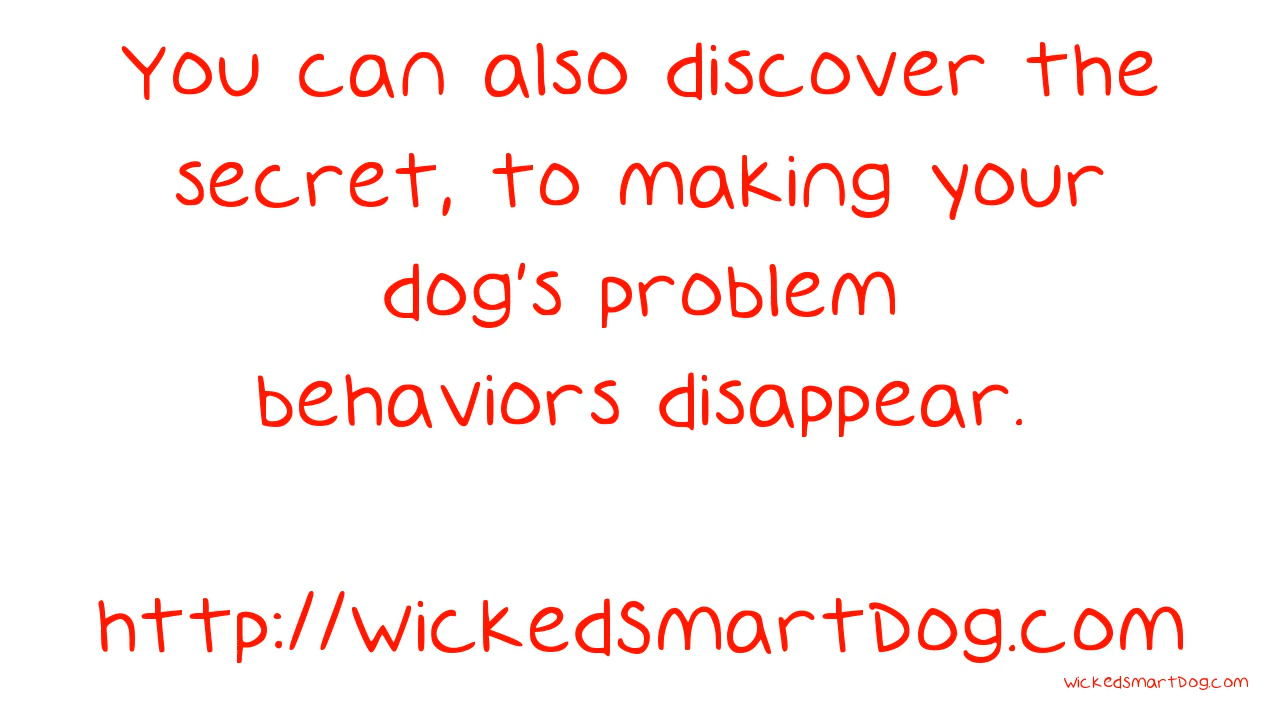 You can also discover the
secret, to making your
dog's problem
behaviors disappear.
http://WickedSmartDog.com
WickedSmartDog.com